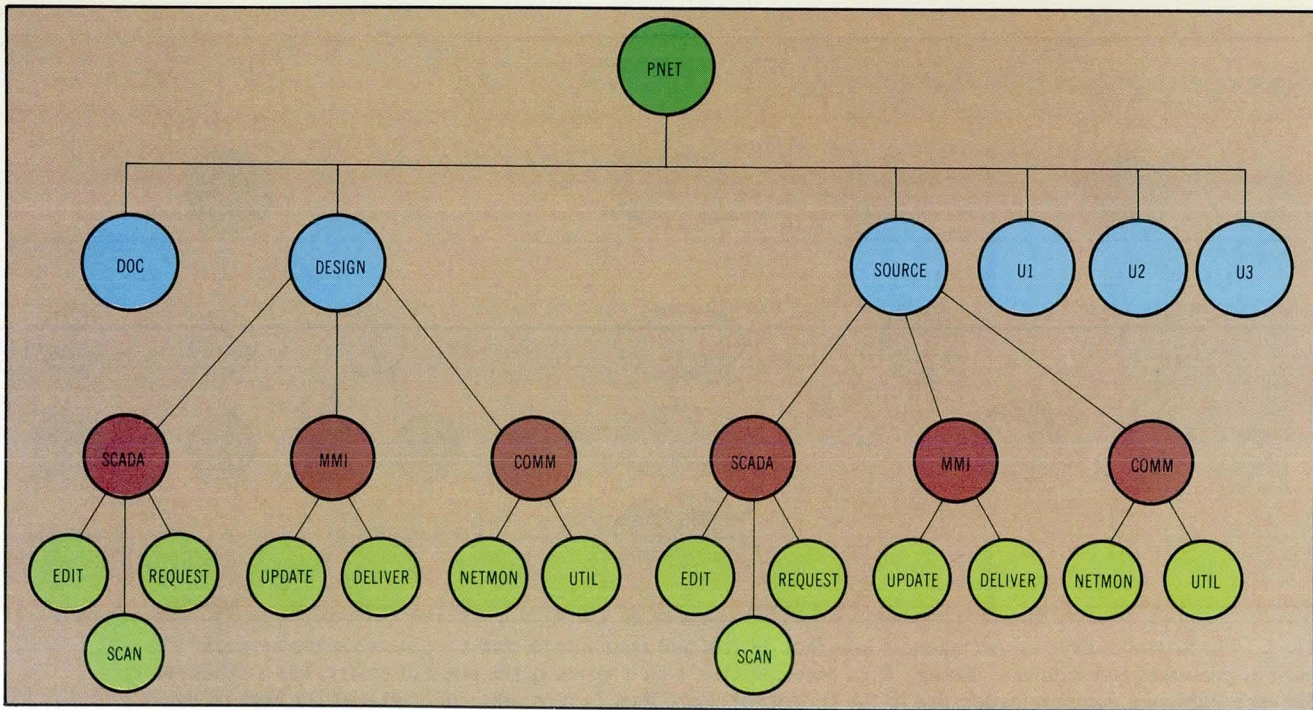 PNET
DOC DESIGN SOURCE U1 U2 U3
SCADA MMI COMM SCADA MMI COMM
EDIT REQUEST UPDATE DELIVER NETMON UTIL EDIT REQUEST UPDATE DELIVER NETMON UTIL
SCAN SCAN